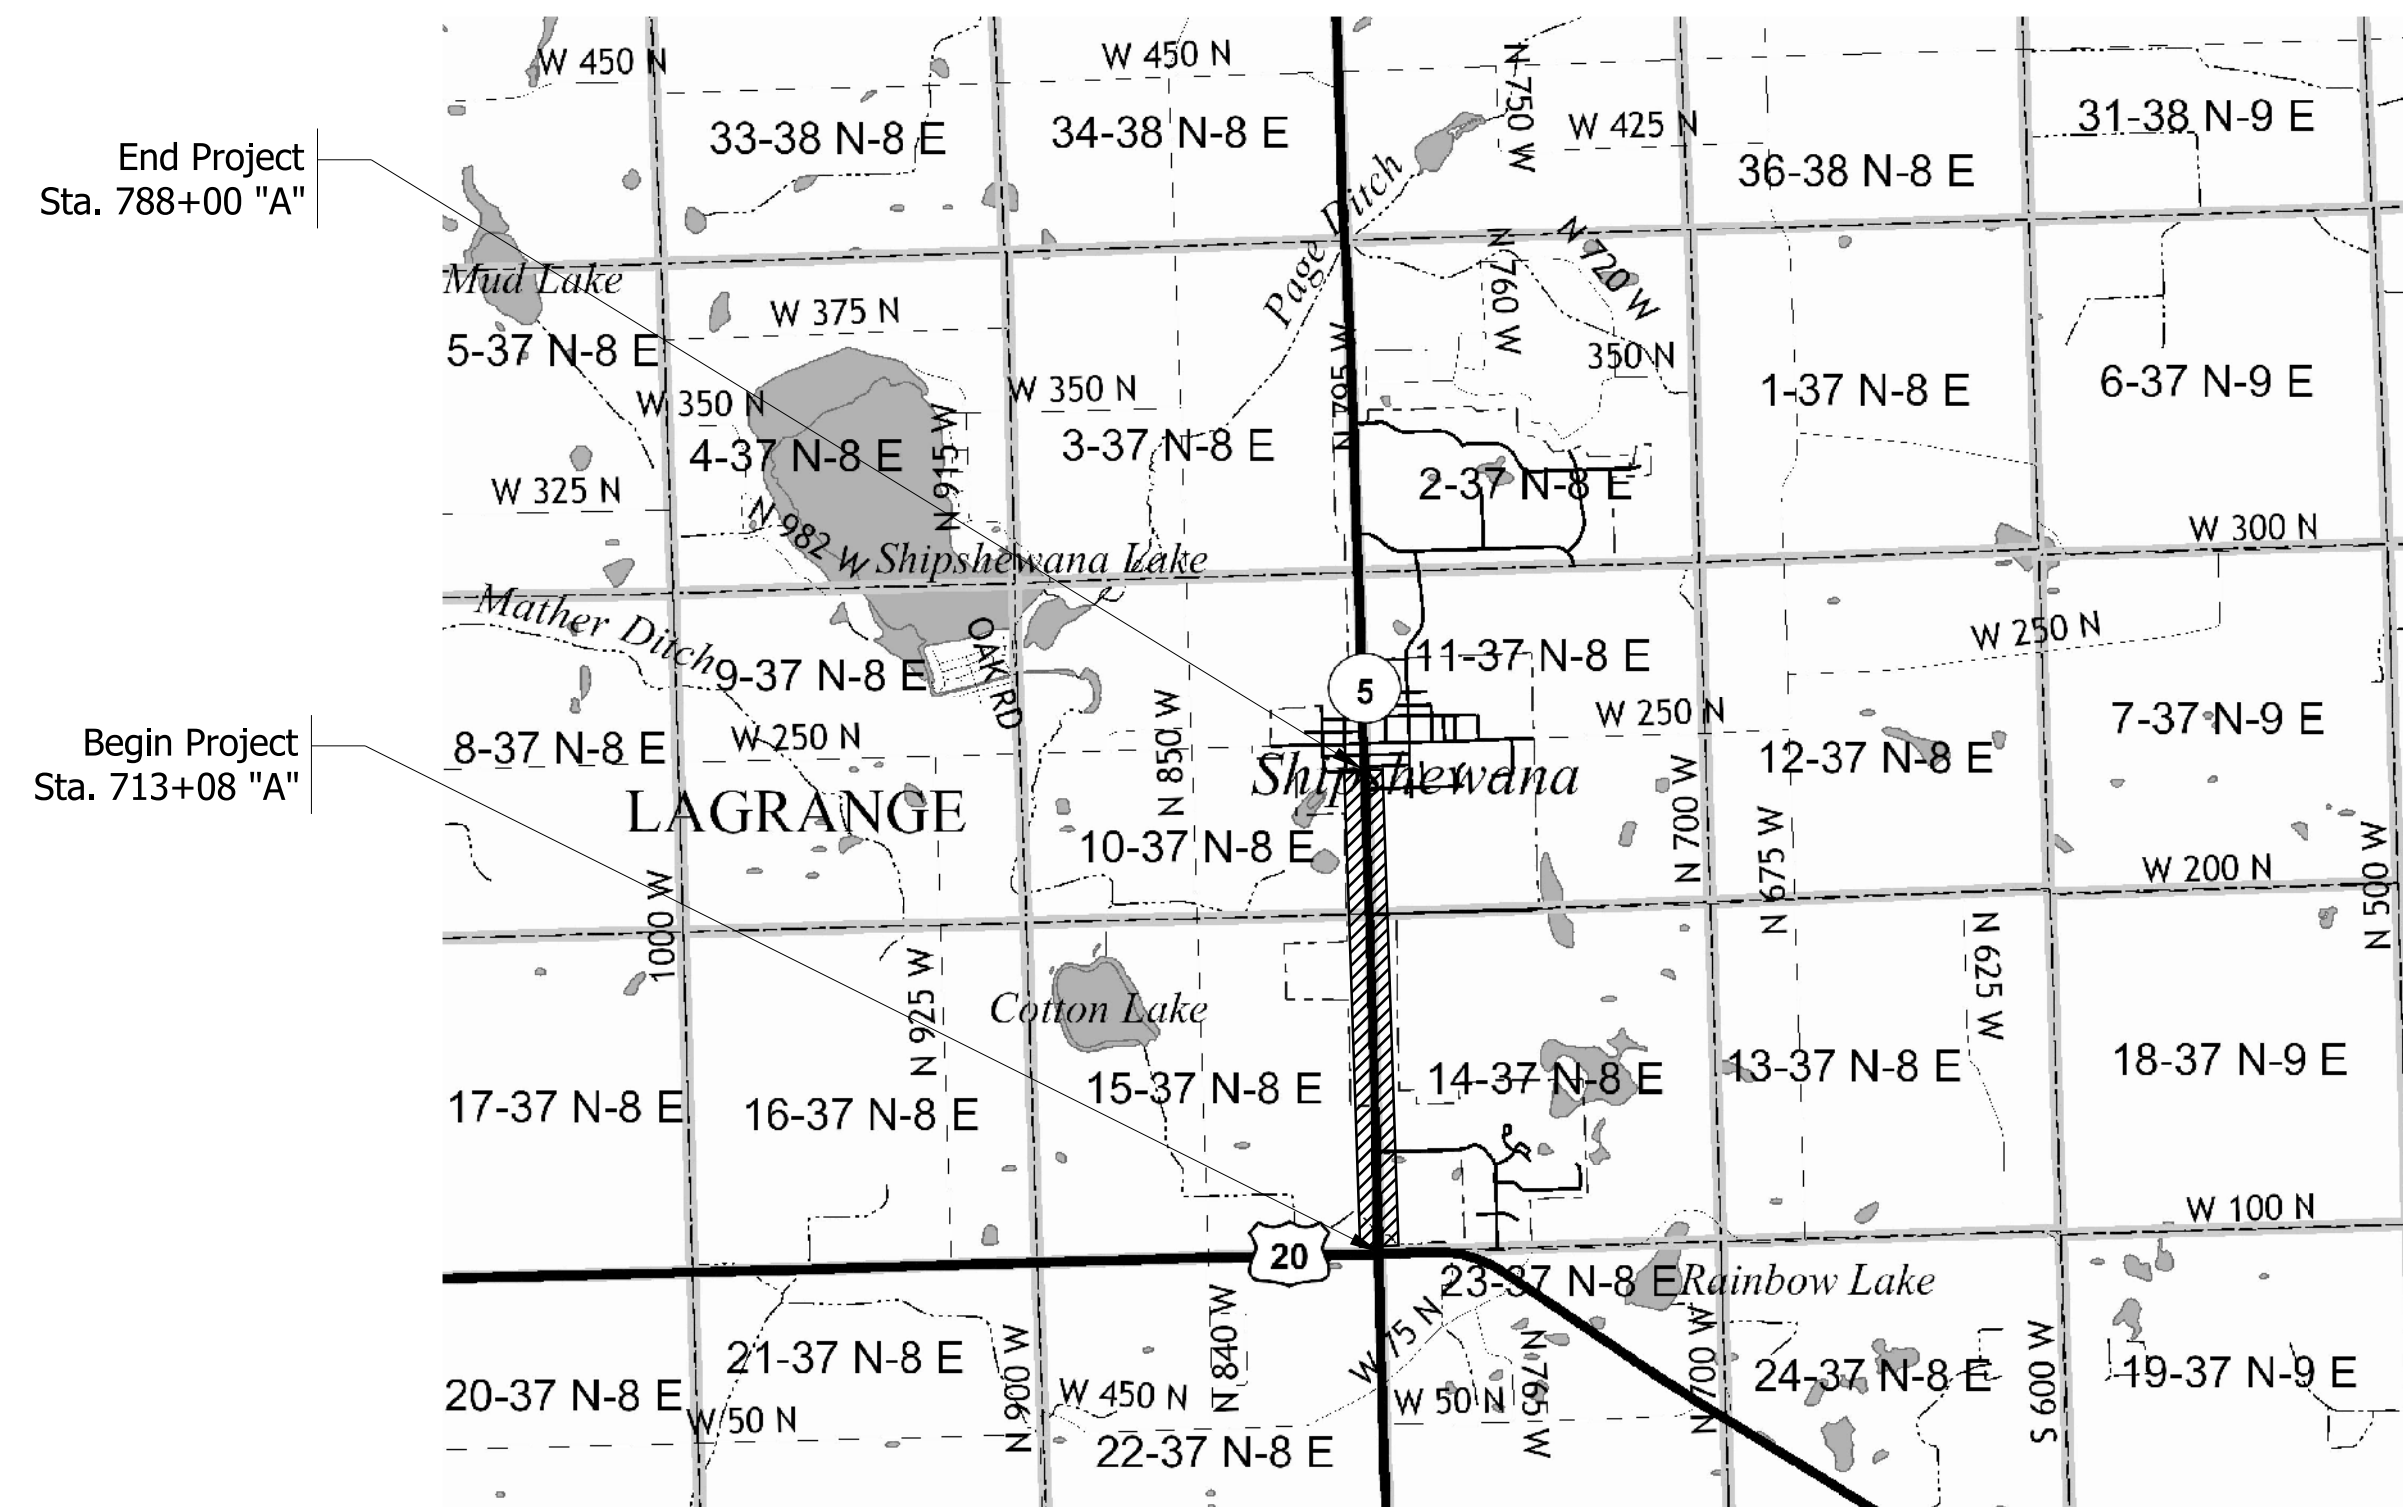 W 450 N
W 450 N
N 750 W
W 425 N
31-38 N-9 E
33-38 N-8 E
34-38 N-8 E
36-38 N-8 E
End Project
Sta. 788+00 "A"
Page Ditch
N 760 W
N 720 W
Mud Lake
W 375 N
5-37 N-8 E
N 795 W
350 N
W 350 N
W 350 N
1-37 N-8 E
6-37 N-9 E
4-37 N-8 E
N 915 W
3-37 N-8 E
2-37 N-8 E
W 325 N
N 982 W
W 300 N
Shipshewana Lake
Mather Ditch
OAK RD
W 250 N
9-37 N-8 E
11-37 N-8 E
5
Begin Project
Sta. 713+08 "A"
8-37 N-8 E
W 250 N
N 850 W
W 250 N
7-37 N-9 E
12-37 N-8 E
Shipshewana
LAGRANGE
10-37 N-8 E
N 700 W
N 675 W
W 200 N
N 500 W
1000 W
N 925 W
Cotton Lake
N 625 W
17-37 N-8 E
16-37 N-8 E
15-37 N-8 E
14-37 N-8 E
13-37 N-8 E
18-37 N-9 E
W 100 N
20
23-37 N-8 E
Rainbow Lake
21-37 N-8 E
N 900 W
N 840 W
W 75 N
N 765 W
N 700 W
24-37 N-8 E
S 600 W
19-37 N-9 E
20-37 N-8 E
W 50 N
W 450 N
W 50 N
22-37 N-8 E